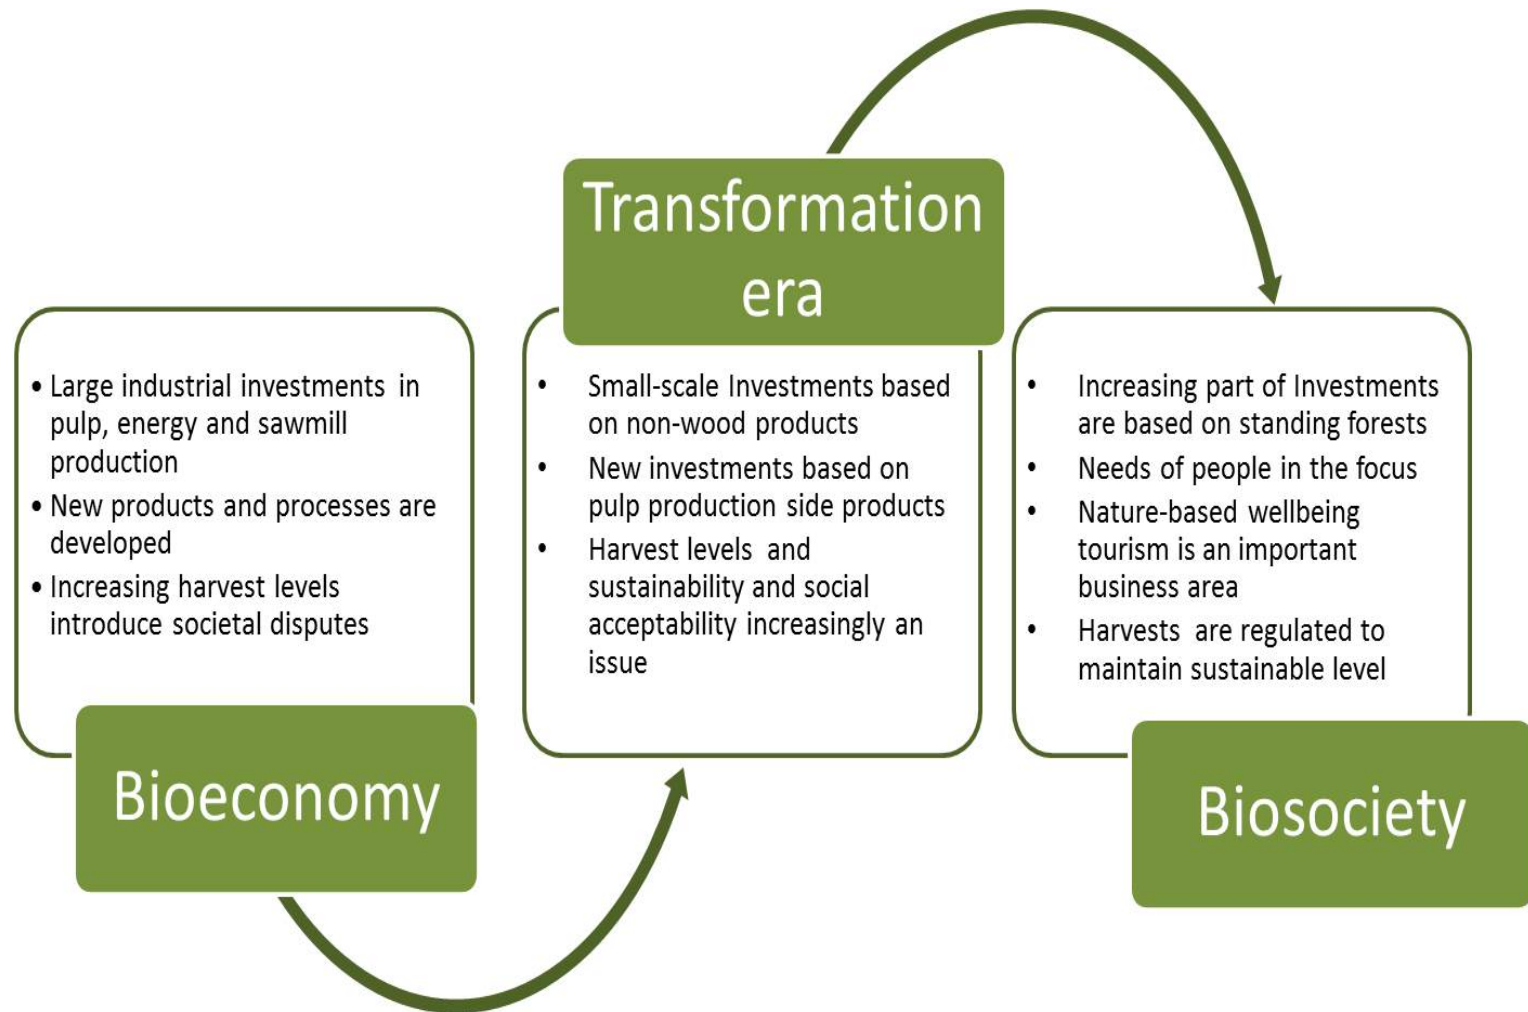 • Large industrial investments in
pulp, energy and sawmill
production
• New products and processes are
developed
• Increasing harvest levels
introduce societal disputes
Bioeconomy
Transformation
era
• Small-scale Investments based
on non-wood products
• New investments based on
pulp production side products
• Harvest levels and
sustainability and social
acceptability increasingly an
issue
• Increasing part of Investments
are based on standing forests
• Needs of people in the focus
• Nature-based wellbeing
tourism is an important
business area
• Harvests are regulated to
maintain sustainable level
Biosociety